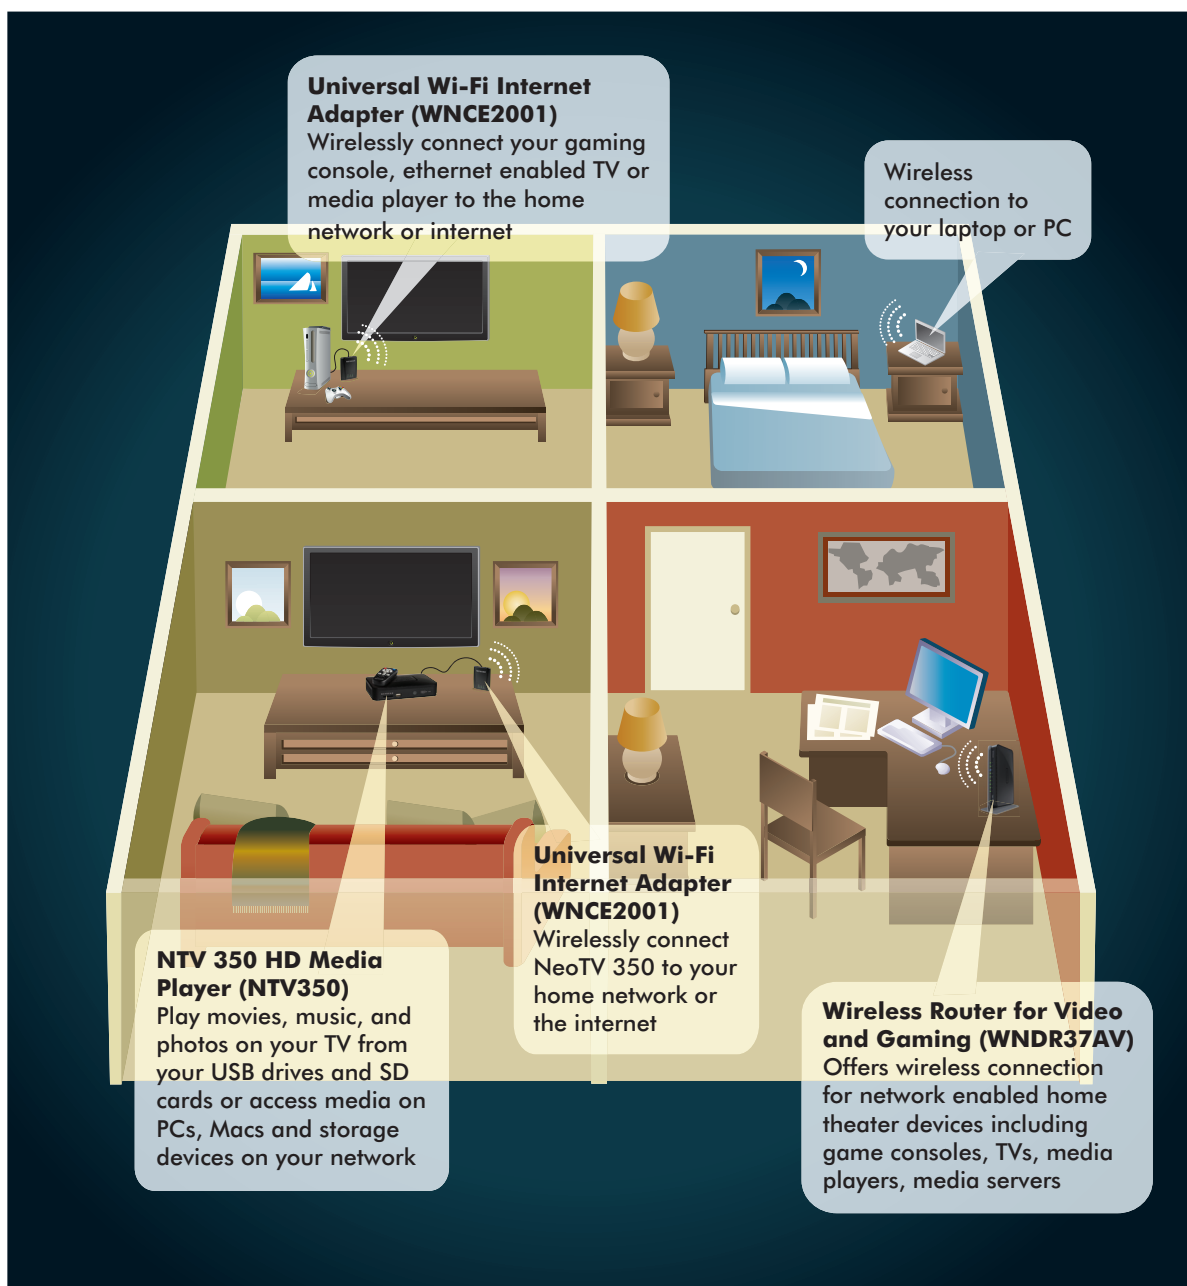 Universal Wi-Fi Internet
Adapter (WNCE2001)
Wirelessly connect your gaming
console, ethernet enabled TV or
media player to the home
network or internet
Wireless
connection to
your laptop or PC
Universal Wi-Fi
Internet Adapter
(WNCE2001)
Wirelessly connect
NeoTV 350 to your
home network or
the internet
NTV 350 HD Media
Player (NTV350)
Play movies, music, and
photos on your TV from
your USB drives and SD
cards or access media on
PCs, Macs and storage
devices on your network
Wireless Router for Video
and Gaming (WNDR37AV)
Offers wireless connection
for network enabled home
theater devices including
game consoles, TVs, media
players, media servers